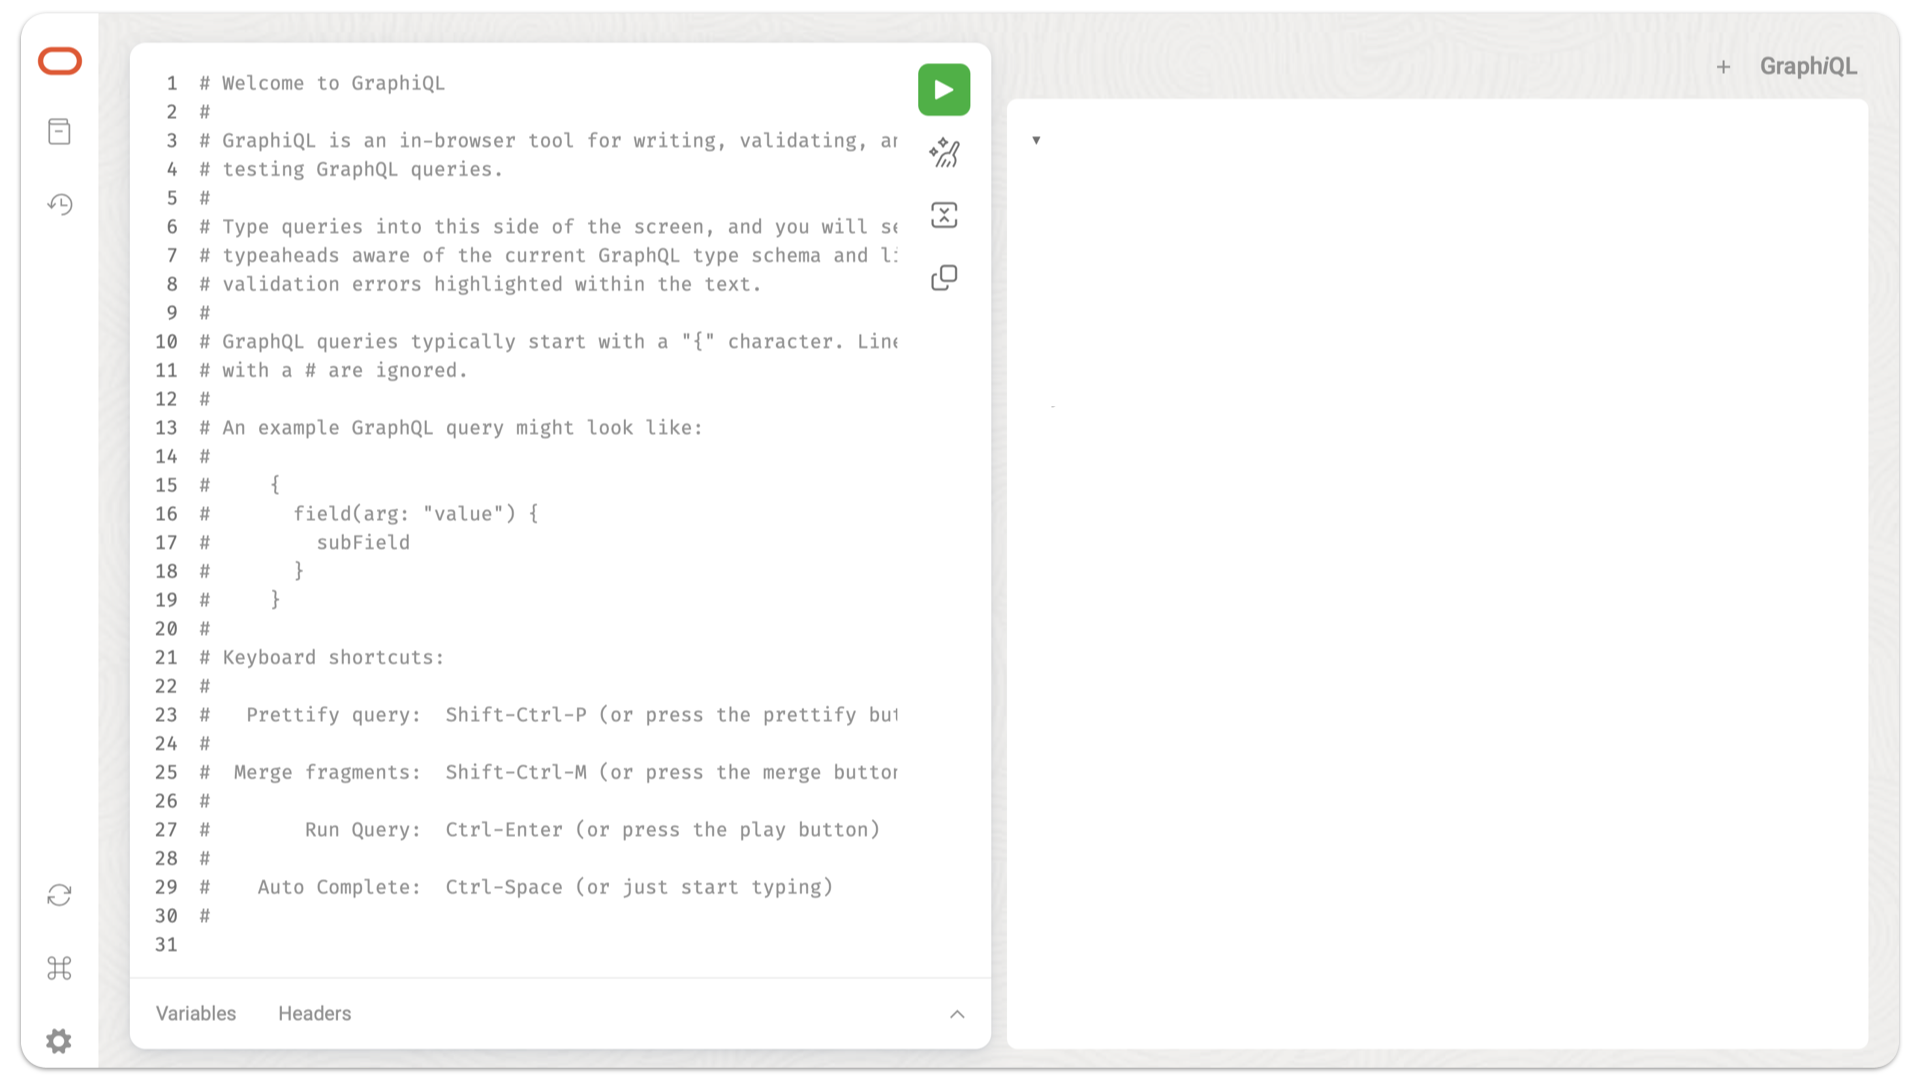 1 # Welcome to GraphiQL
2 #
3 # GraphiQL is an in-browser tool for writing, validating, an
4 # testing GraphQL queries.
5 #
6 # Type queries into this side of the screen, and you will se
7 # typeaheads aware of the current GraphQL type schema and li
8 # validation errors highlighted within the text.
9 #
10 # GraphQL queries typically start with a "{" character. Line
11 # with a # are ignored.
12 #
13 # An example GraphQL query might look like:
14 #
15 #     {
16 #       field(arg: "value") {
17 #         subField
18 #       }
19 #     }
20 #
21 # Keyboard shortcuts:
22 #
23 #   Prettify query:  Shift-Ctrl-P (or press the prettify but
24 #
25 #  Merge fragments:  Shift-Ctrl-M (or press the merge button
26 #
27 #        Run Query:  Ctrl-Enter (or press the play button)
28 #
29 #    Auto Complete:  Ctrl-Space (or just start typing)
30 #
31
Variables Headers
+ GraphiQL